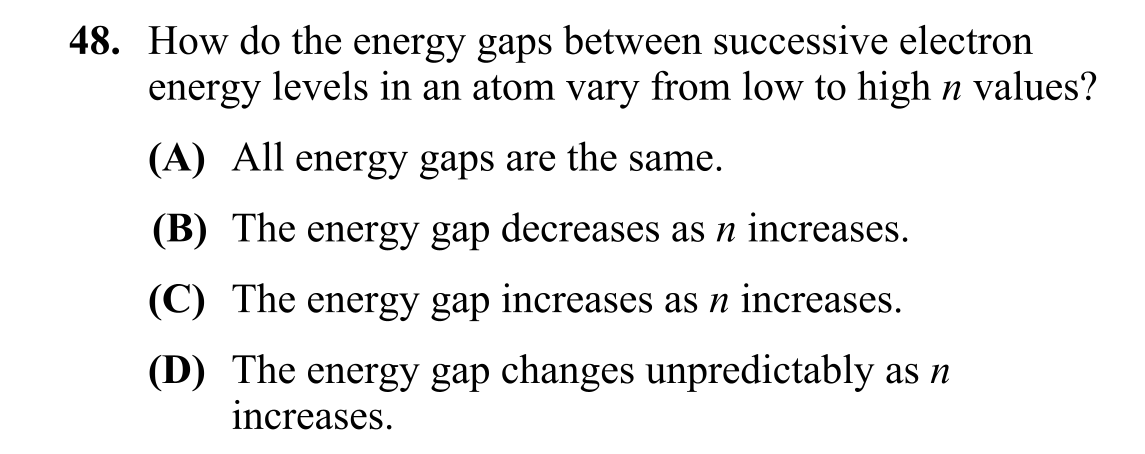 48. How do the energy gaps between successive electron
energy levels in an atom vary from low to high n values?
(A) All energy gaps are the same.
(B) The energy gap decreases as n increases.
(C) The energy gap increases as n increases.
(D) The energy gap changes unpredictably as n
increases.